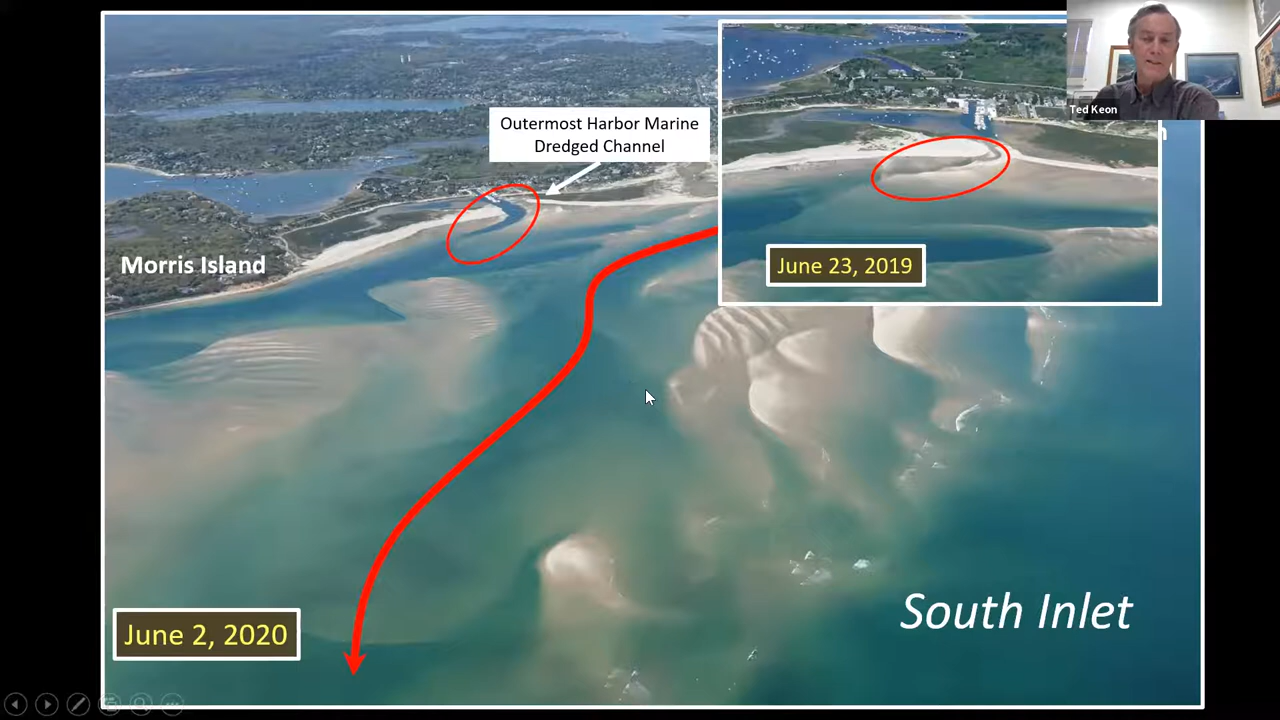 Outermost Harbor Marine
Dredged Channel
Ted Keon
Morris Island
June 23, 2019
South Inlet
June 2, 2020